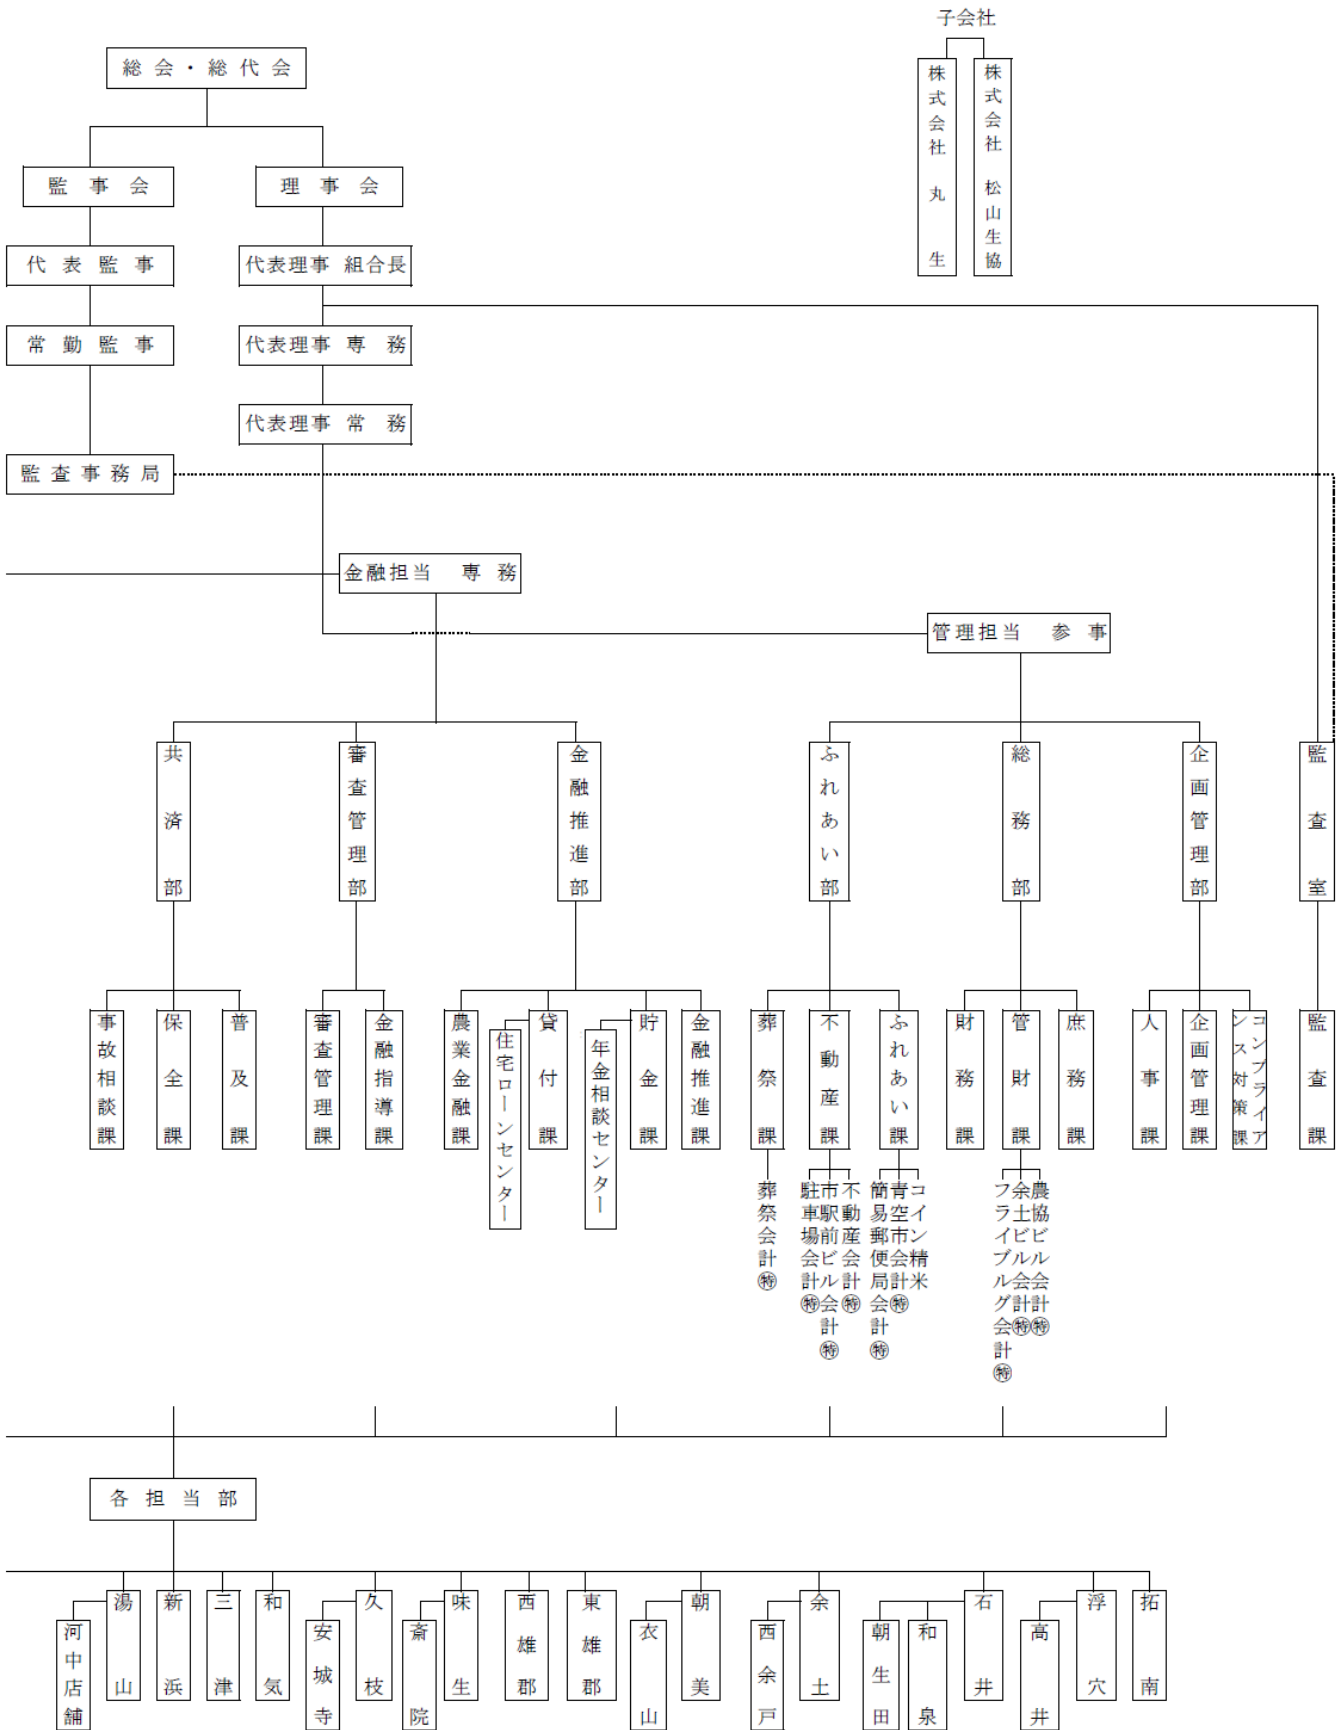 子会社
株式会社 丸生
株式会社 松山生協
総会・総代会
監事会
理事会
代表監事
代表理事 組合長
常勤監事
代表理事 専務
代表理事 常務
監査事務局
金融担当 専務
管理担当 参事
共済部
審査管理部
金融推進部
ふれあい部
総務部
企画管理部
監査室
事故相談課
保全課
普及課
審査管理課
金融指導課
農業金融課
住宅ローンセンター
貸付課
年金相談センター
貯金課
金融推進課
葬祭課
不動産課
ふれあい課
財務課
管財課
庶務課
人事課
企画管理課
コンプライアンス対策課
監査課
葬祭会計㊕
駐車場会計㊕
市駅前ビル会計㊕
不動産会計㊕
簡易郵便局会計㊕
青空市会計㊕
コイン精米
フライブルグ会計㊕
余土ビル会計㊕
農協ビル会計㊕
各担当部
河中店舗
湯山
新浜
三津
和気
安城寺
久枝
斎院
味生
西雄郡
東雄郡
衣山
朝美
西余戸
余土
朝生田
和泉
石井
高井
浮穴
拓南